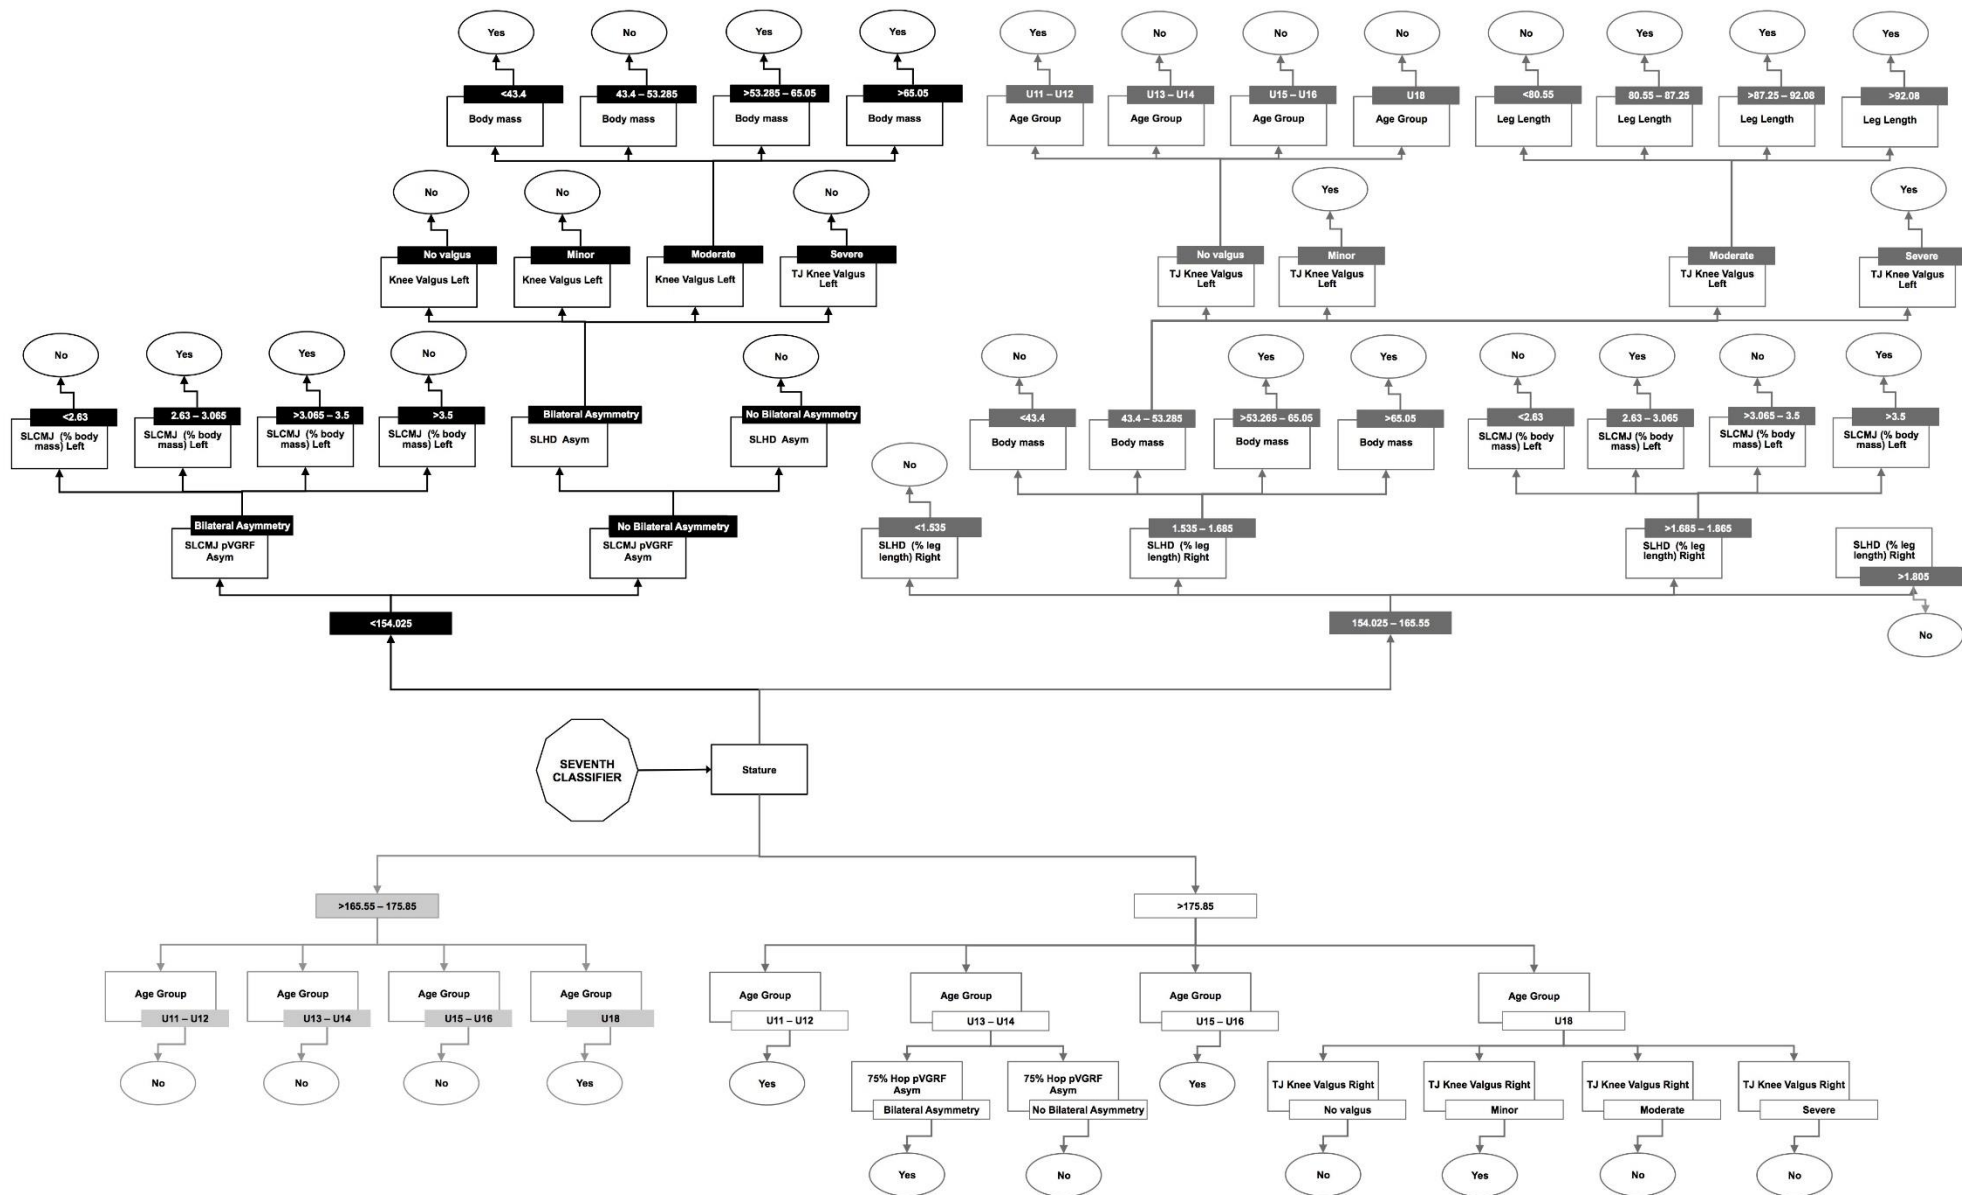 Yes
No
Yes
Yes
Yes
No
No
No
No
Yes
Yes
Yes
<43.4
43.4 – 53.285
>53.285 – 65.05
>65.05
U11 – U12
U13 – U14
U15 – U16
U18
<80.55
80.55 – 87.25
>87.25 – 92.08
>92.08
Body mass
Body mass
Body mass
Body mass
Age Group
Age Group
Age Group
Age Group
Leg Length
Leg Length
Leg Length
Leg Length
No
No
No
Yes
Yes
No valgus
Minor
Moderate
Severe
No valgus
Minor
Moderate
Severe
Knee Valgus Left
Knee Valgus Left
Knee Valgus Left
TJ Knee Valgus
Left
TJ Knee Valgus
Left
TJ Knee Valgus
Left
TJ Knee Valgus
Left
TJ Knee Valgus
Left
No
Yes
Yes
No
No
No
Yes
Yes
No
Yes
No
Yes
<2.63
2.63 – 3.065
>3.065 – 3.5
>3.5
Bilateral Asymmetry
No Bilateral Asymmetry
<43.4
43.4 – 53.285
>53.265 – 65.05
>65.05
<2.63
2.63 – 3.065
>3.065 – 3.5
>3.5
SLCMJ (% body
mass) Left
SLCMJ (% body
mass) Left
SLCMJ (% body
mass) Left
SLCMJ (% body
mass) Left
SLHD Asym
SLHD Asym
Body mass
Body mass
Body mass
Body mass
SLCMJ (% body
mass) Left
SLCMJ (% body
mass) Left
SLCMJ (% body
mass) Left
SLCMJ (% body
mass) Left
No
Bilateral Asymmetry
No Bilateral Asymmetry
<1.535
1.535 – 1.685
>1.685 – 1.865
SLCMJ pVGRF
Asym
SLCMJ pVGRF
Asym
SLHD (% leg
length) Right
SLHD (% leg
length) Right
SLHD (% leg
length) Right
SLHD (% leg
length) Right
>1.805
No
<154.025
154.025 – 165.55
SEVENTH
CLASSIFIER
Stature
>165.55 – 175.85
>175.85
Age Group
U11 – U12
Age Group
U13 – U14
Age Group
U15 – U16
Age Group
U18
Age Group
U11 – U12
Age Group
U13 – U14
Age Group
U15 – U16
Age Group
U18
No
No
No
Yes
Yes
75% Hop pVGRF
Asym
Bilateral Asymmetry
75% Hop pVGRF
Asym
No Bilateral Asymmetry
Yes
TJ Knee Valgus Right
No valgus
TJ Knee Valgus Right
Minor
TJ Knee Valgus Right
Moderate
TJ Knee Valgus Right
Severe
Yes
No
No
Yes
No
No